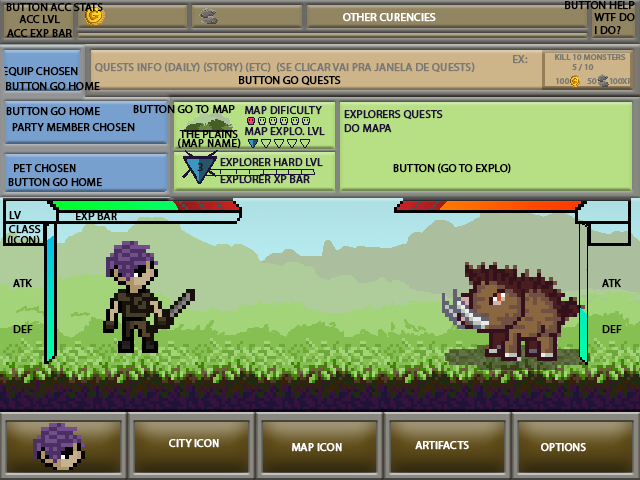 BUTTON ACC STATS
ACC LVL
ACC EXP BAR
OTHER CURENCIES
BUTTON HELP
WTF DO
I DO?
EQUIP CHOSEN
BUTTON GO HOME
QUESTS INFO (DAILY) (STORY) (ETC) (SE CLICAR VAI PRA JANELA DE QUESTS)
BUTTON GO QUESTS
EX:
KILL 10 MONSTERS
5 / 10
100 50 100XP
BUTTON GO HOME
PARTY MEMBER CHOSEN
BUTTON GO TO MAP
THE PLAINS
(MAP NAME)
MAP DIFICULTY
MAP EXPLO. LVL
EXPLORERS QUESTS
DO MAPA
BUTTON (GO TO EXPLO)
PET CHOSEN
BUTTON GO HOME
3
EXPLORER HARD LVL
EXPLORER XP BAR
LV
EXP BAR
CLASS
(ICON)
ATK
DEF
ATK
DEF
CITY ICON
MAP ICON
ARTIFACTS
OPTIONS